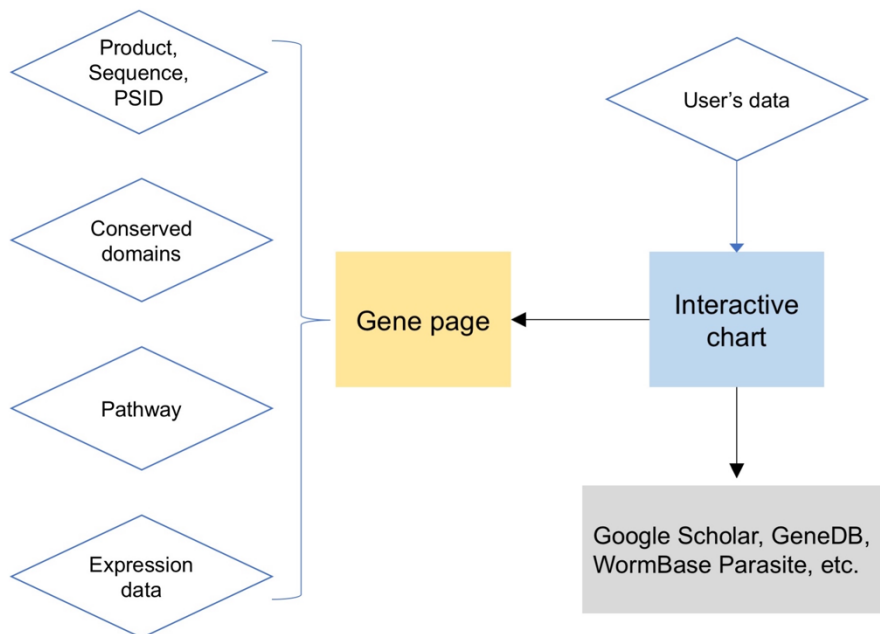 Product,
Sequence,
PSID
User’s data
Conserved
domains
Gene page
Interactive
chart
Pathway
Google Scholar, GeneDB,
WormBase Parasite, etc.
Expression
data